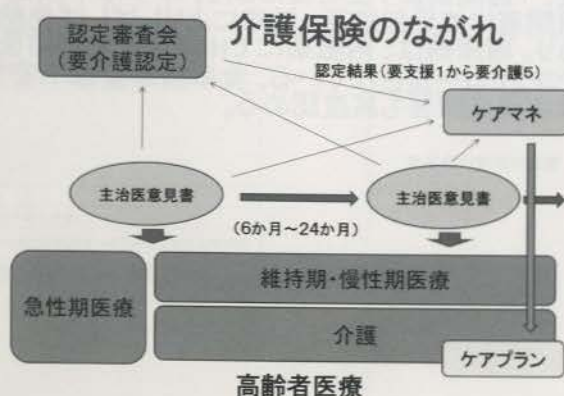 介護保険のながれ
認定審査会
(要介護認定)
認定結果(要支援1から要介護5)
ケアマネ
主治医意見書
主治医意見書
(6か月～24か月)
急性期医療
維持期・慢性期医療
介護
ケアプラン
高齢者医療